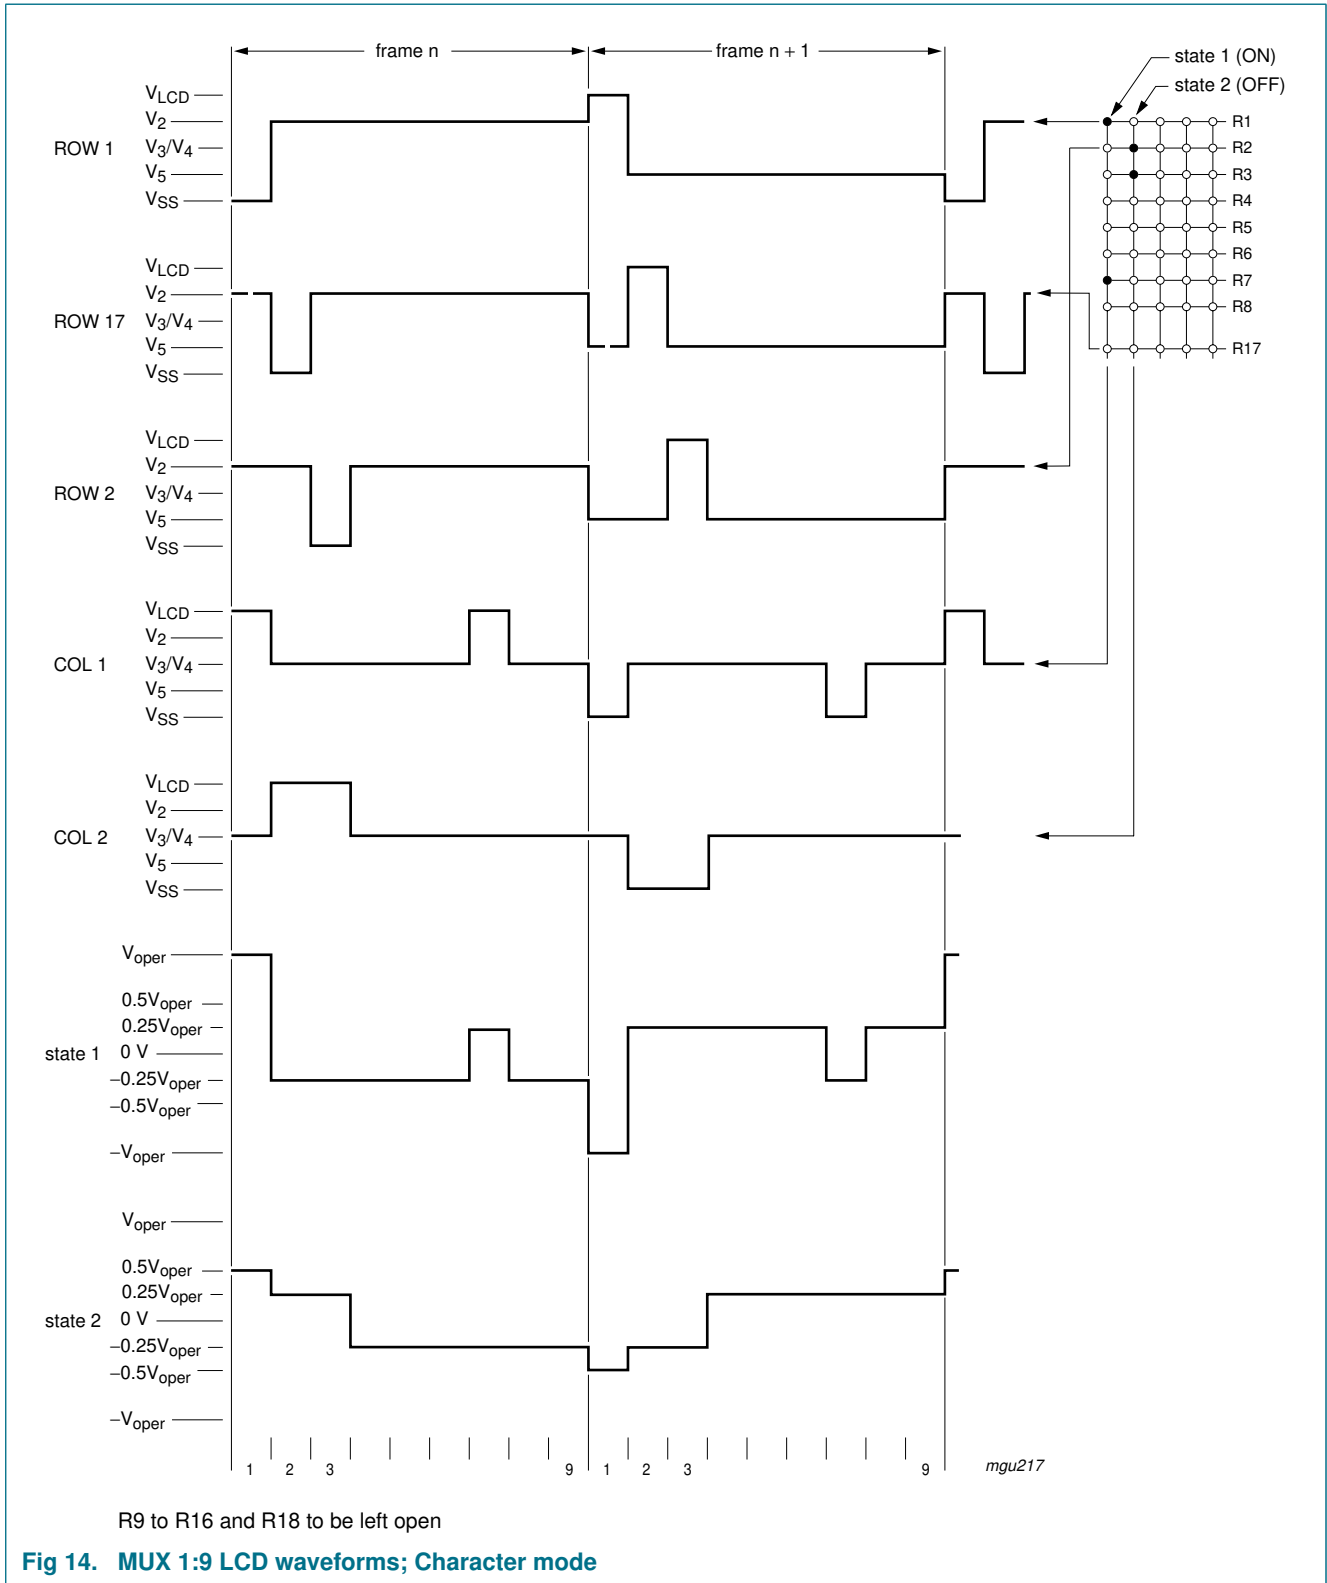 frame n
frame n + 1
state 1 (ON)
state 2 (OFF)
ROW 1
VLCD
V2
V3/V4
V5
VSS
R1
R2
R3
R4
R5
R6
R7
R8
R17
ROW 17
VLCD
V2
V3/V4
V5
VSS
ROW 2
VLCD
V2
V3/V4
V5
VSS
COL 1
VLCD
V2
V3/V4
V5
VSS
COL 2
VLCD
V2
V3/V4
V5
VSS
state 1
Voper
0.5Voper
0.25Voper
0 V
−0.25Voper
−0.5Voper
−Voper
state 2
Voper
0.5Voper
0.25Voper
0 V
−0.25Voper
−0.5Voper
−Voper
1 2 3 9 1 2 3 9
mgu217
R9 to R16 and R18 to be left open
Fig 14. MUX 1:9 LCD waveforms; Character mode